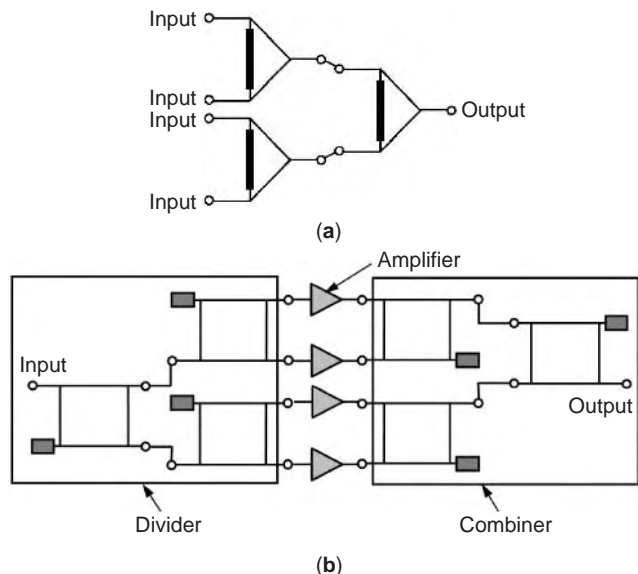 Input
Input
Input
Input
Output
(a)
Amplifier
Input
Output
Divider
Combiner
(b)